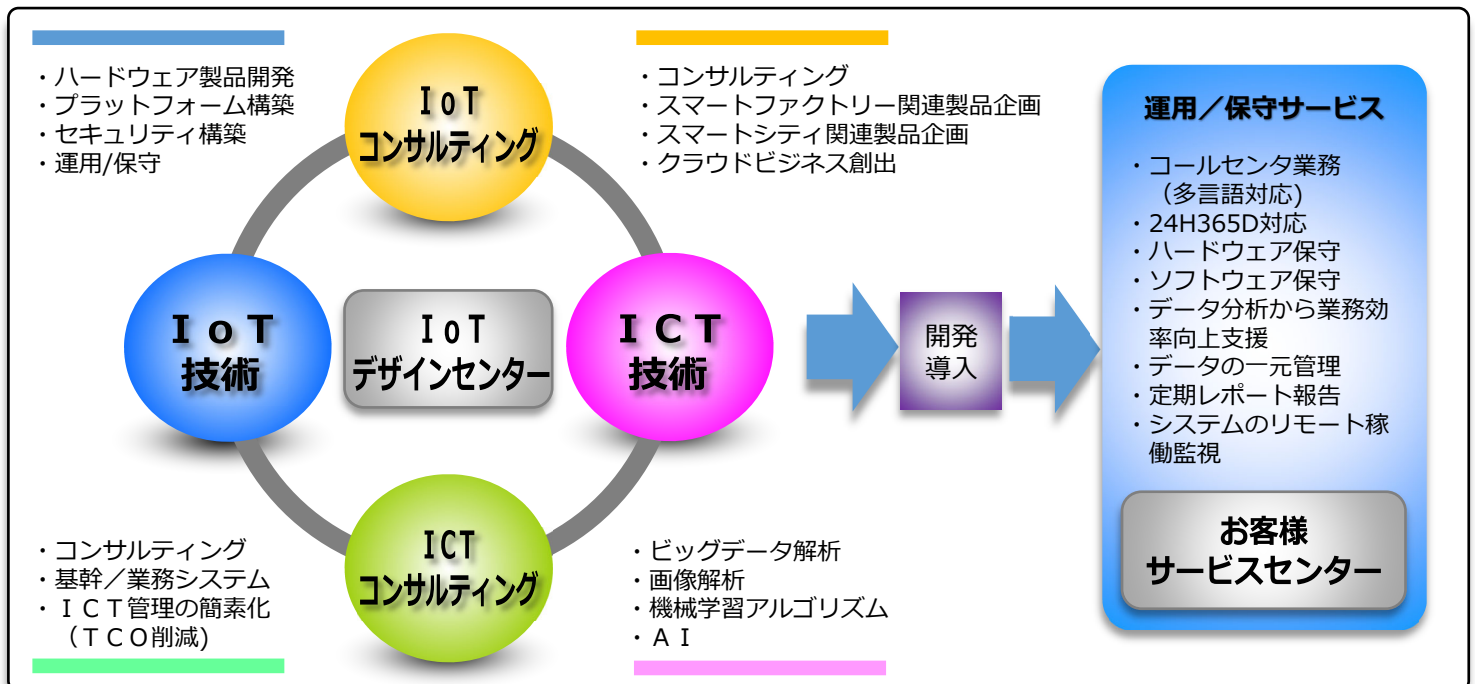 ・ハードウェア製品開発
・プラットフォーム構築
・セキュリティ構築
・運用/保守
IoT
コンサルティング
・コンサルティング
・スマートファクトリー関連製品企画
・スマートシティ関連製品企画
・クラウドビジネス創出
ＩｏＴ
技術
IoT
デザインセンター
ＩＣＴ
技術
ICT
コンサルティング
・コンサルティング
・基幹／業務システム
・ＩＣＴ管理の簡素化
（ＴＣＯ削減)
・ビッグデータ解析
・画像解析
・機械学習アルゴリズム
・ＡＩ
開発
導入
運用／保守サービス
・コールセンタ業務
（多言語対応)
・24H365D対応
・ハードウェア保守
・ソフトウェア保守
・データ分析から業務効
率向上支援
・データの一元管理
・定期レポート報告
・システムのリモート稼
働監視
お客様
サービスセンター